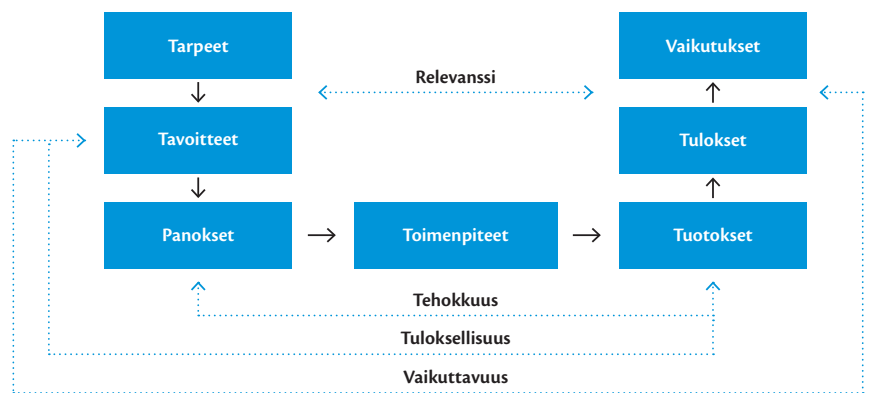 Tarpeet
Vaikutukset
Relevanssi
Tavoitteet
Tulokset
Panokset
Toimenpiteet
Tuotokset
Tehokkuus
Tuloksellisuus
Vaikuttavuus